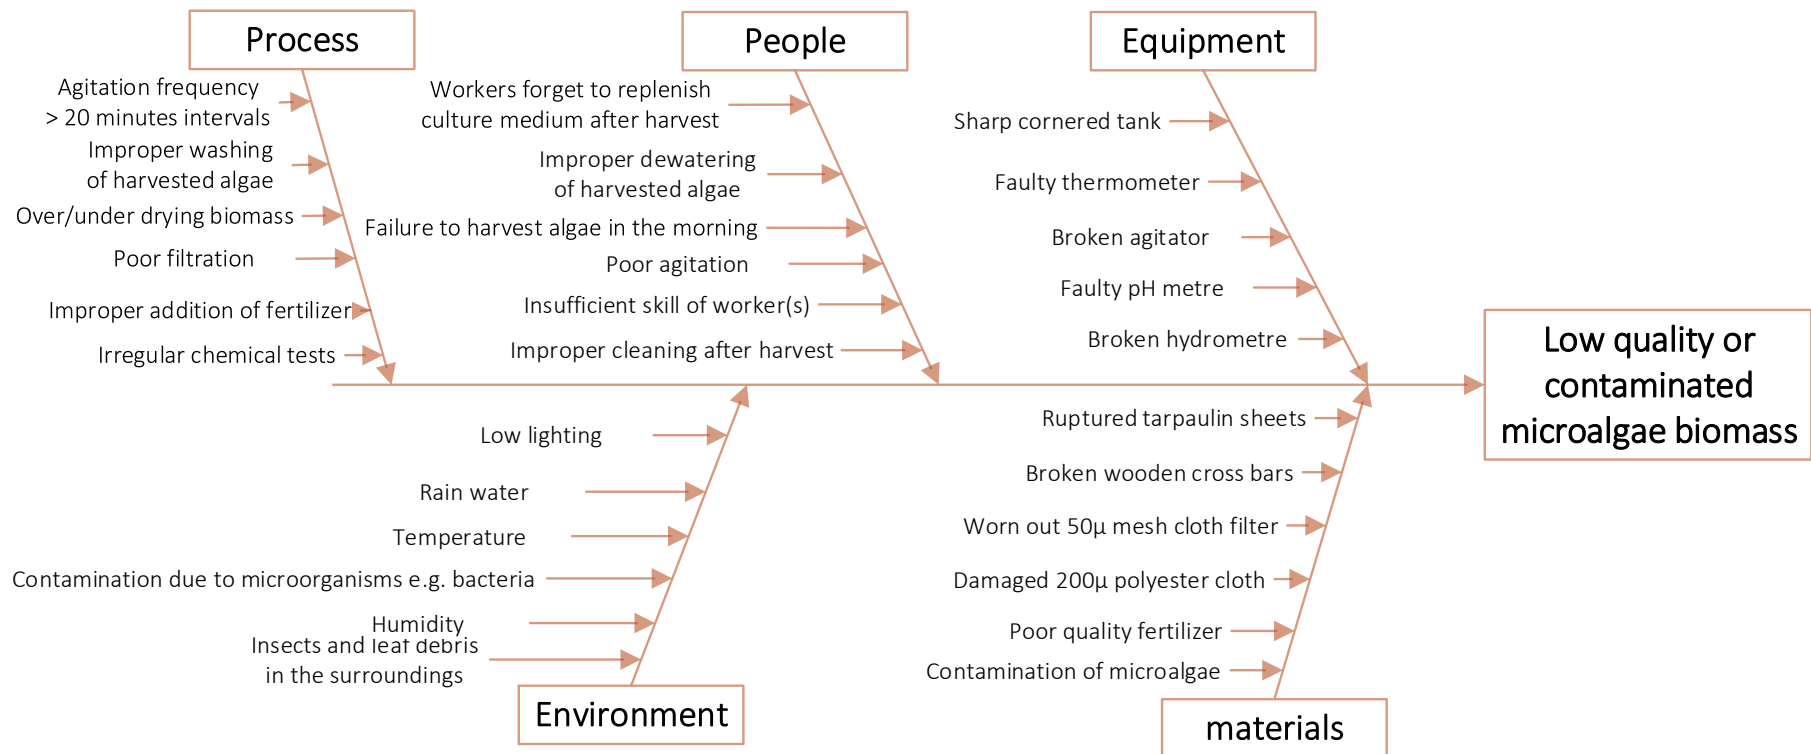 Process
Agitation frequency
> 20 minutes intervals
Improper washing
of harvested algae
Over/under drying biomass
Poor filtration
Improper addition of fertilizer
Irregular chemical tests
People
Workers forget to replenish
culture medium after harvest
Improper dewatering
of harvested algae
Failure to harvest algae in the morning
Poor agitation
Insufficient skill of worker(s)
Improper cleaning after harvest
Equipment
Sharp cornered tank
Faulty thermometer
Broken agitator
Faulty pH metre
Broken hydrometre
Low quality or
contaminated
microalgae biomass
Low lighting
Rain water
Temperature
Contamination due to microorganisms e.g. bacteria
Humidity
Insects and leaf debris
in the surroundings
Environment
Ruptured tarpaulin sheets
Broken wooden cross bars
Worn out 50μ mesh cloth filter
Damaged 200μ polyester cloth
Poor quality fertilizer
Contamination of microalgae
materials